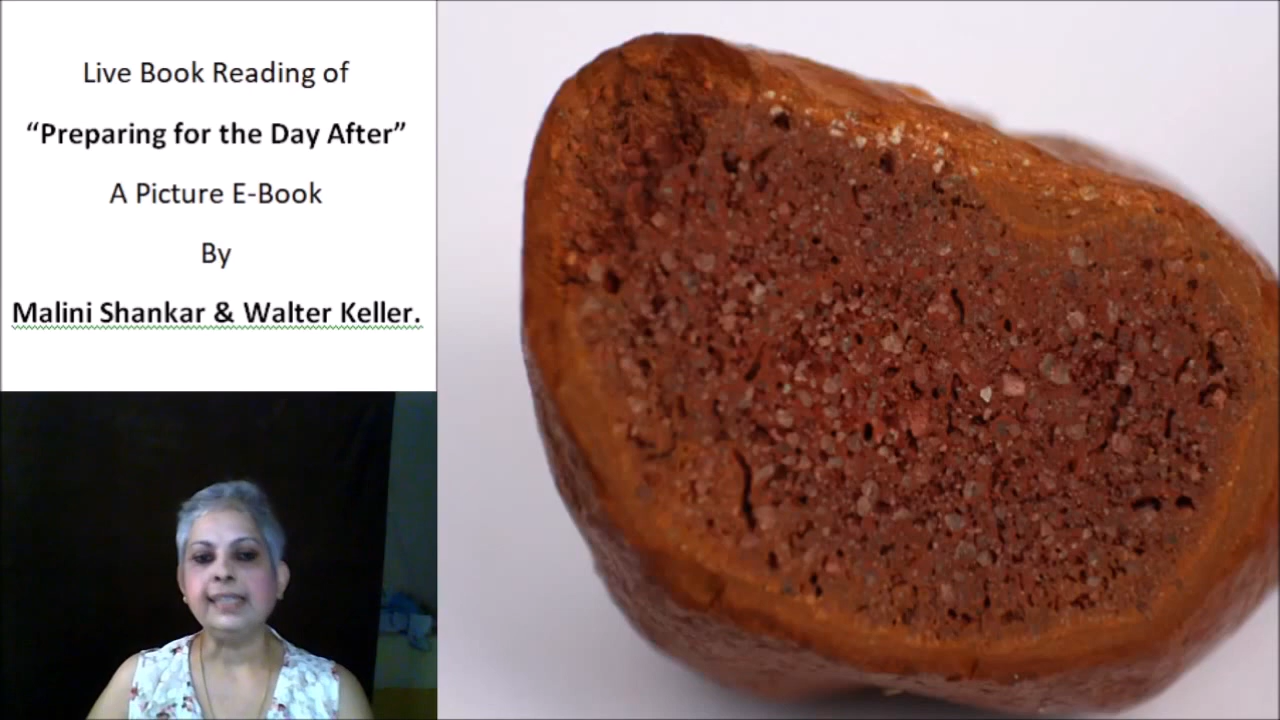 Live Book Reading of
“Preparing for the Day After”
A Picture E-Book
By
Malini Shankar & Walter Keller.